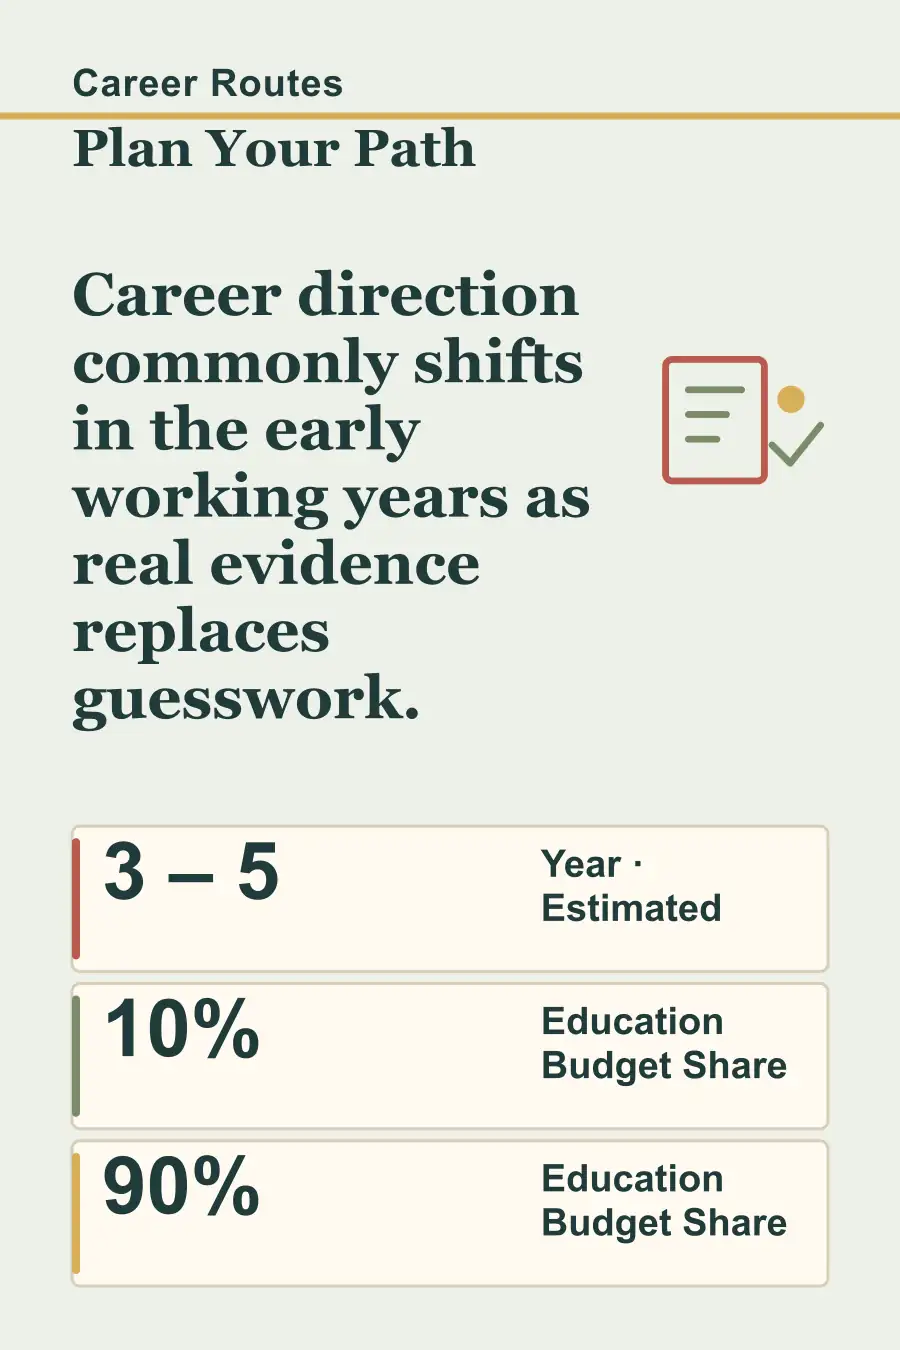 Career Routes
Plan Your Path
Career direction
commonly shifts
in the early
working years as
real evidence
replaces
guesswork.
3 – 5
Year ·
Estimated
10%
Education
Budget Share
90%
Education
Budget Share